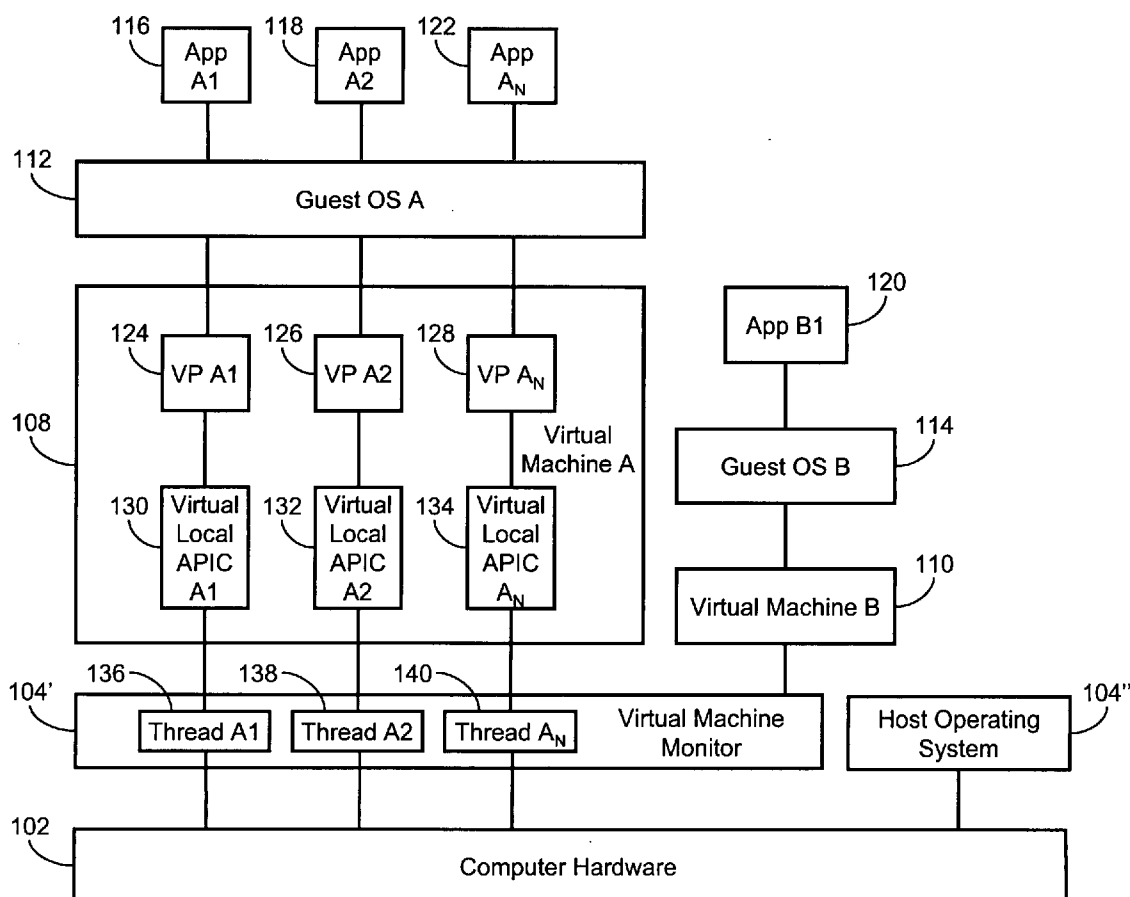 116
App
A1
118
App
A2
122
App
A_N
112
Guest OS A
120
App B1
124
VP A1
126
VP A2
128
VP A_N
108
Virtual
Machine A
114
Guest OS B
130
Virtual
Local
APIC
A1
132
Virtual
Local
APIC
A2
134
Virtual
Local
APIC
A_N
110
Virtual Machine B
136
138
140
104'
Thread A1
Thread A2
Thread A_N
Virtual Machine
Monitor
104"
Host Operating
System
102
Computer Hardware